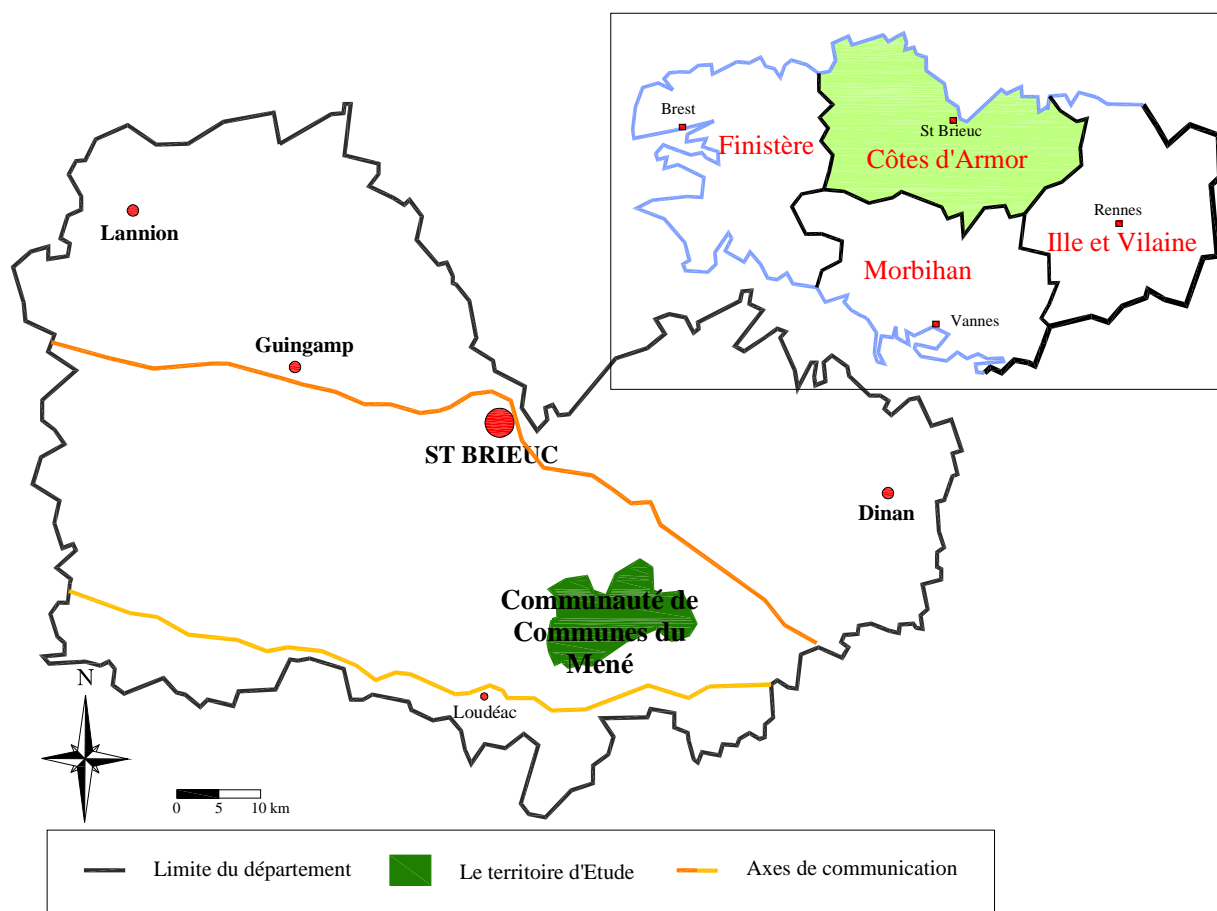 Brest
Finistère
St Brieuc
Côtes d'Armor
Rennes
Ille et Vilaine
Morbihan
Vannes
Lannion
Guingamp
ST BRIEUC
Dinan
Communauté de
Communes du
Mené
Loudéac
N
0 5 10 km
Limite du département
Le territoire d'Etude
Axes de communication